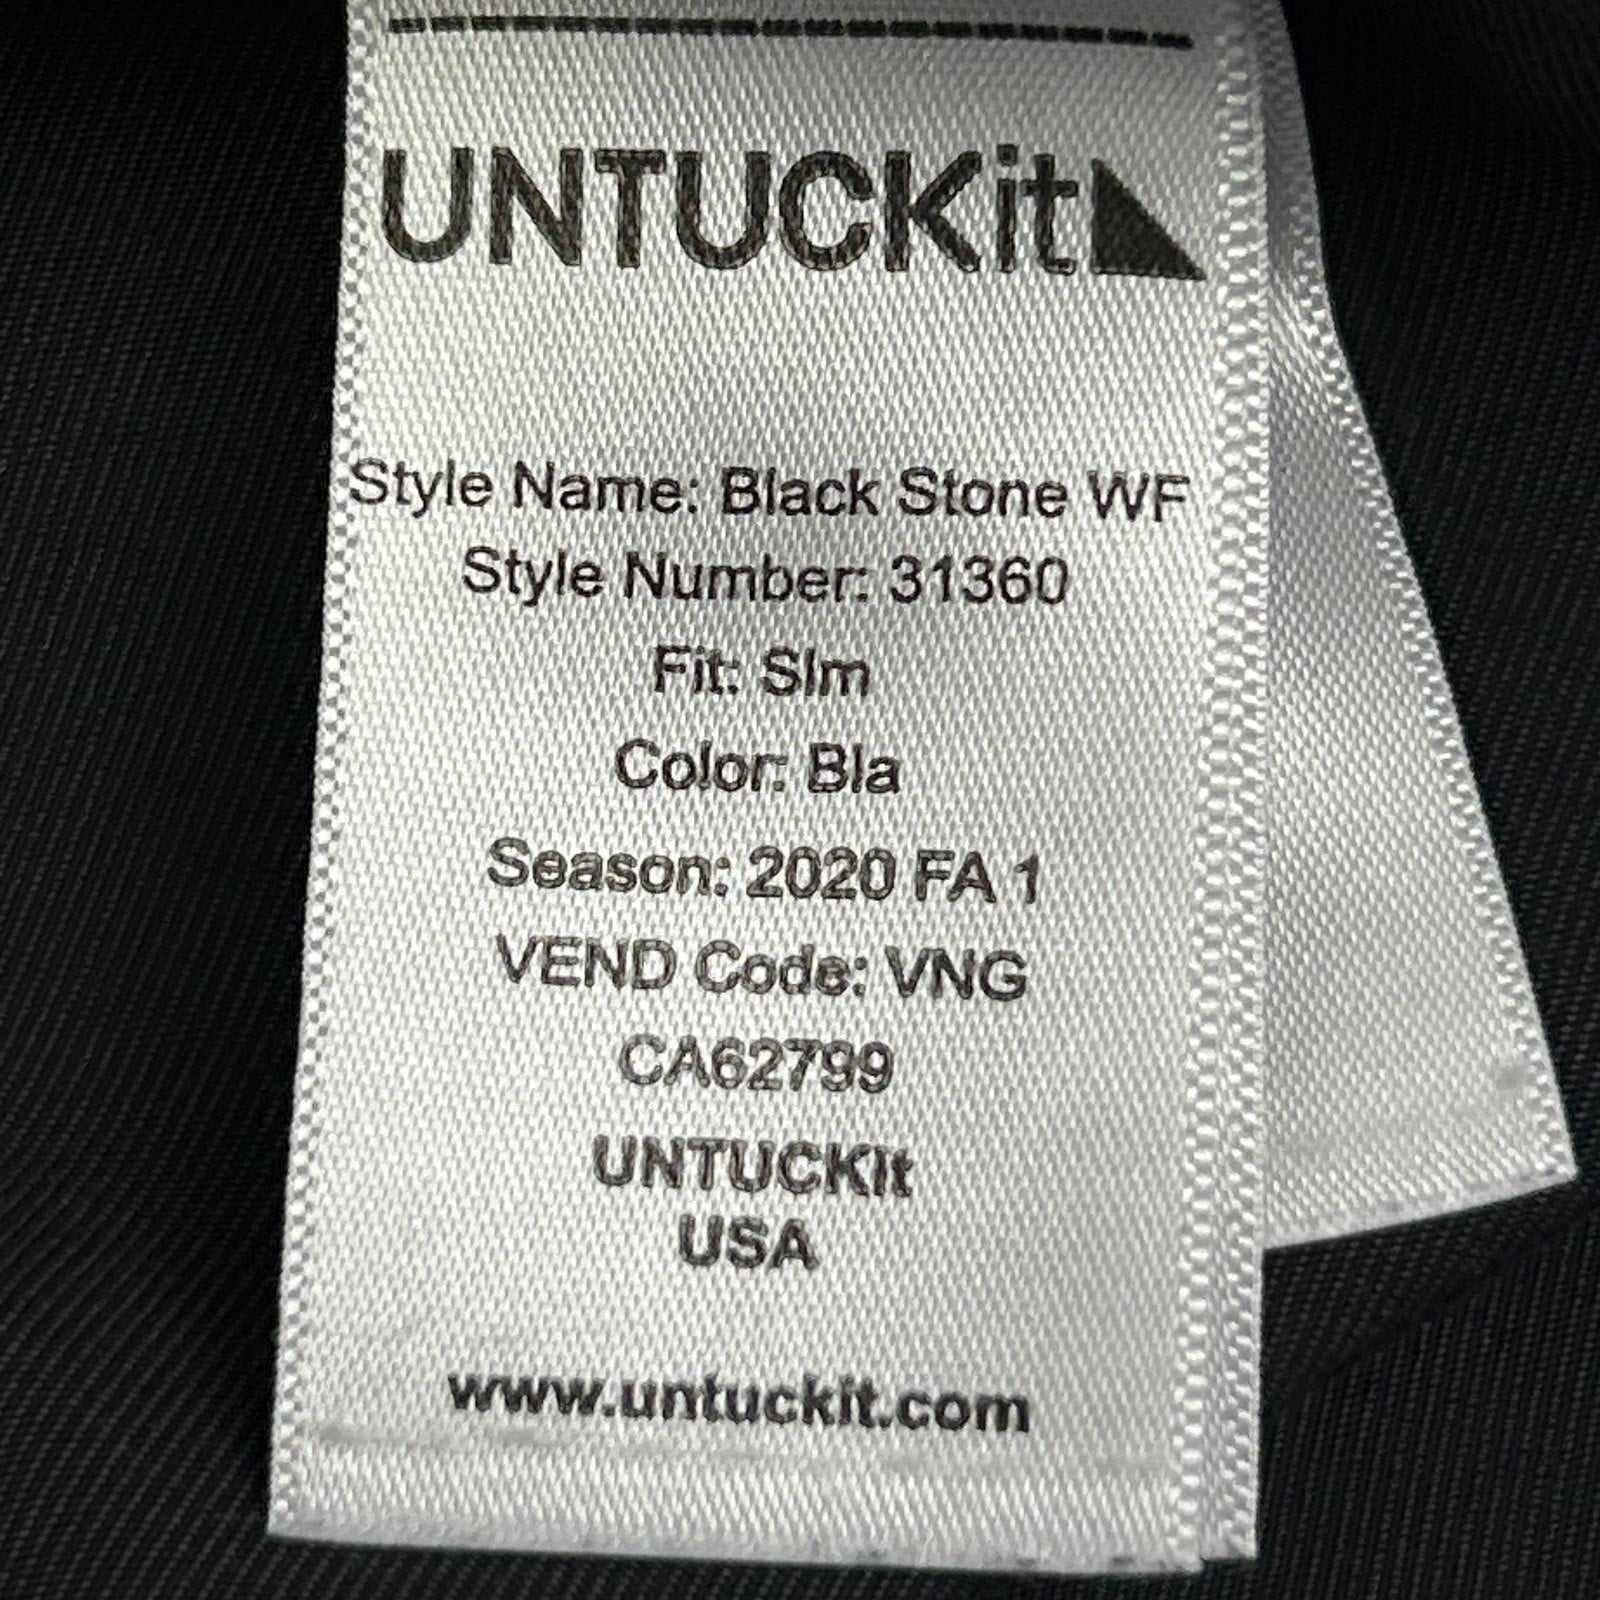 UNTUCKit
Style Name: Black Stone WF
Style Number: 31360
Fit: Slm
Color: Bla
Season: 2020 FA 1
VEND Code: VNG
CA62799
UNTUCKIt
USA
www.untuckit.com